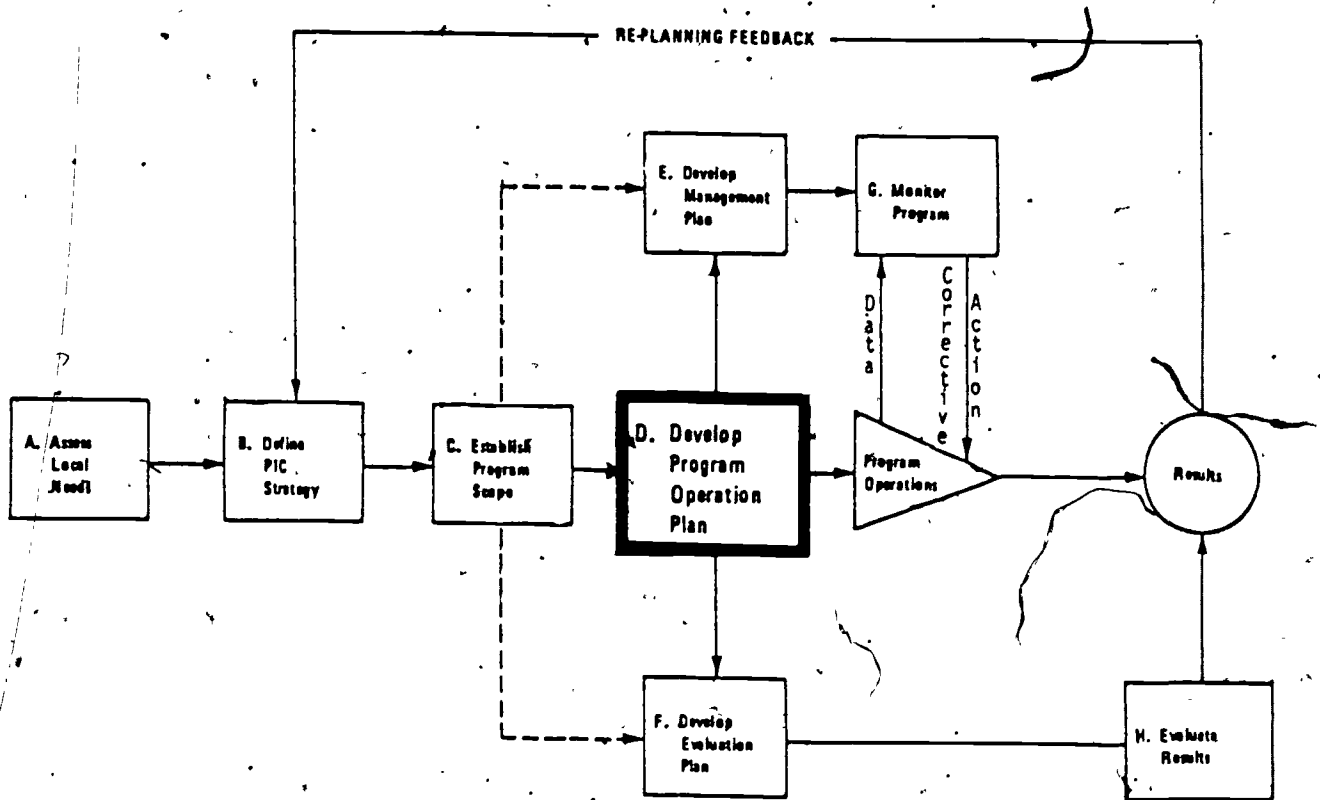 RE-PLANNING FEEDBACK
E. Develop
Management
Plan
G. Monitor
Program
Data
Corrective
Action
A. Assess
Local
Needs
B. Define
PIC
Strategy
C. Establish
Program
Scope
D. Develop
Program
Operation
Plan
Program
Operations
Results
F. Develop
Evaluation
Plan
H. Evaluate
Results